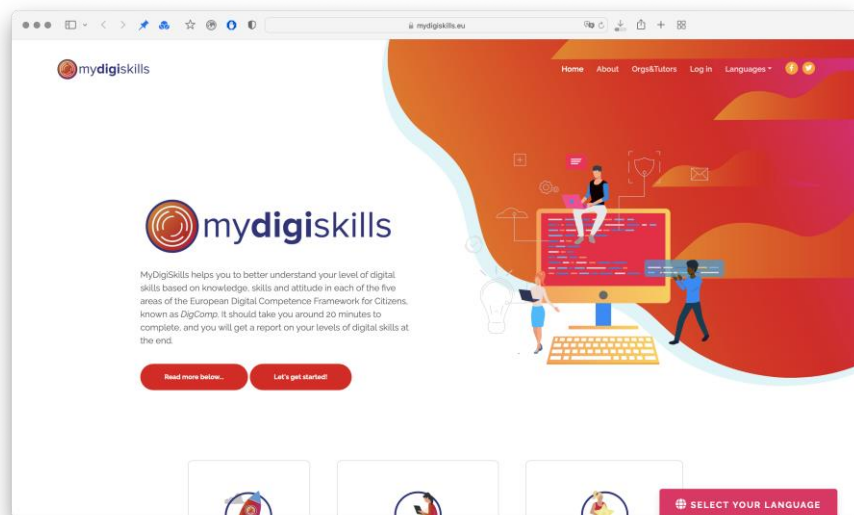 mydigiskills.eu
mydigiskills
Home About Orgs&Tutors Log in Languages
mydigiskills
MyDigiSkills helps you to better understand your level of digital
skills based on knowledge, skills and attitude in each of the five
areas of the European Digital Competence Framework for Citizens,
known as DigComp. It should take you around 20 minutes to
complete, and you will get a report on your levels of digital skills at
the end.
Read more below... Let's get started!
SELECT YOUR LANGUAGE